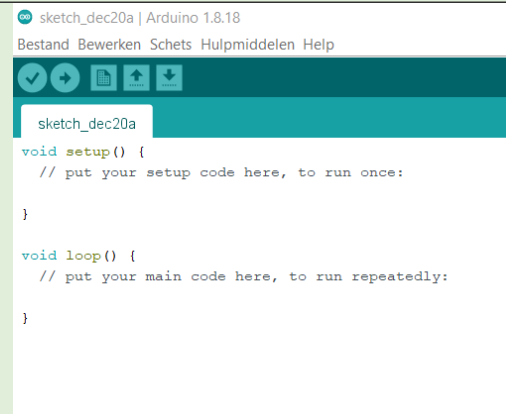 sketch_dec20a | Arduino 1.8.18
Bestand Bewerken Schets Hulpmiddelen Help
sketch_dec20a
void setup() {
  // put your setup code here, to run once:
}
void loop() {
  // put your main code here, to run repeatedly:
}